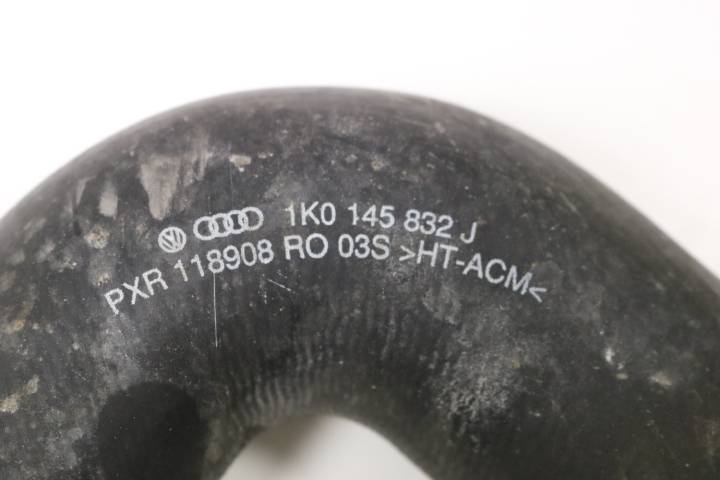 1K0 145 832 J
PXR 118908 RO 03S >HT-ACM<